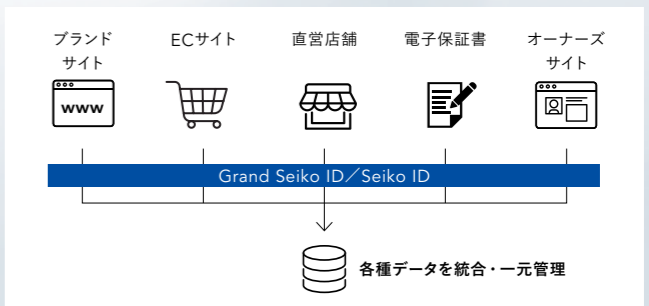 ブランド
サイト
ECサイト
直営店舗
電子保証書
オーナーズ
サイト
www
Grand Seiko ID／Seiko ID
各種データを統合・一元管理